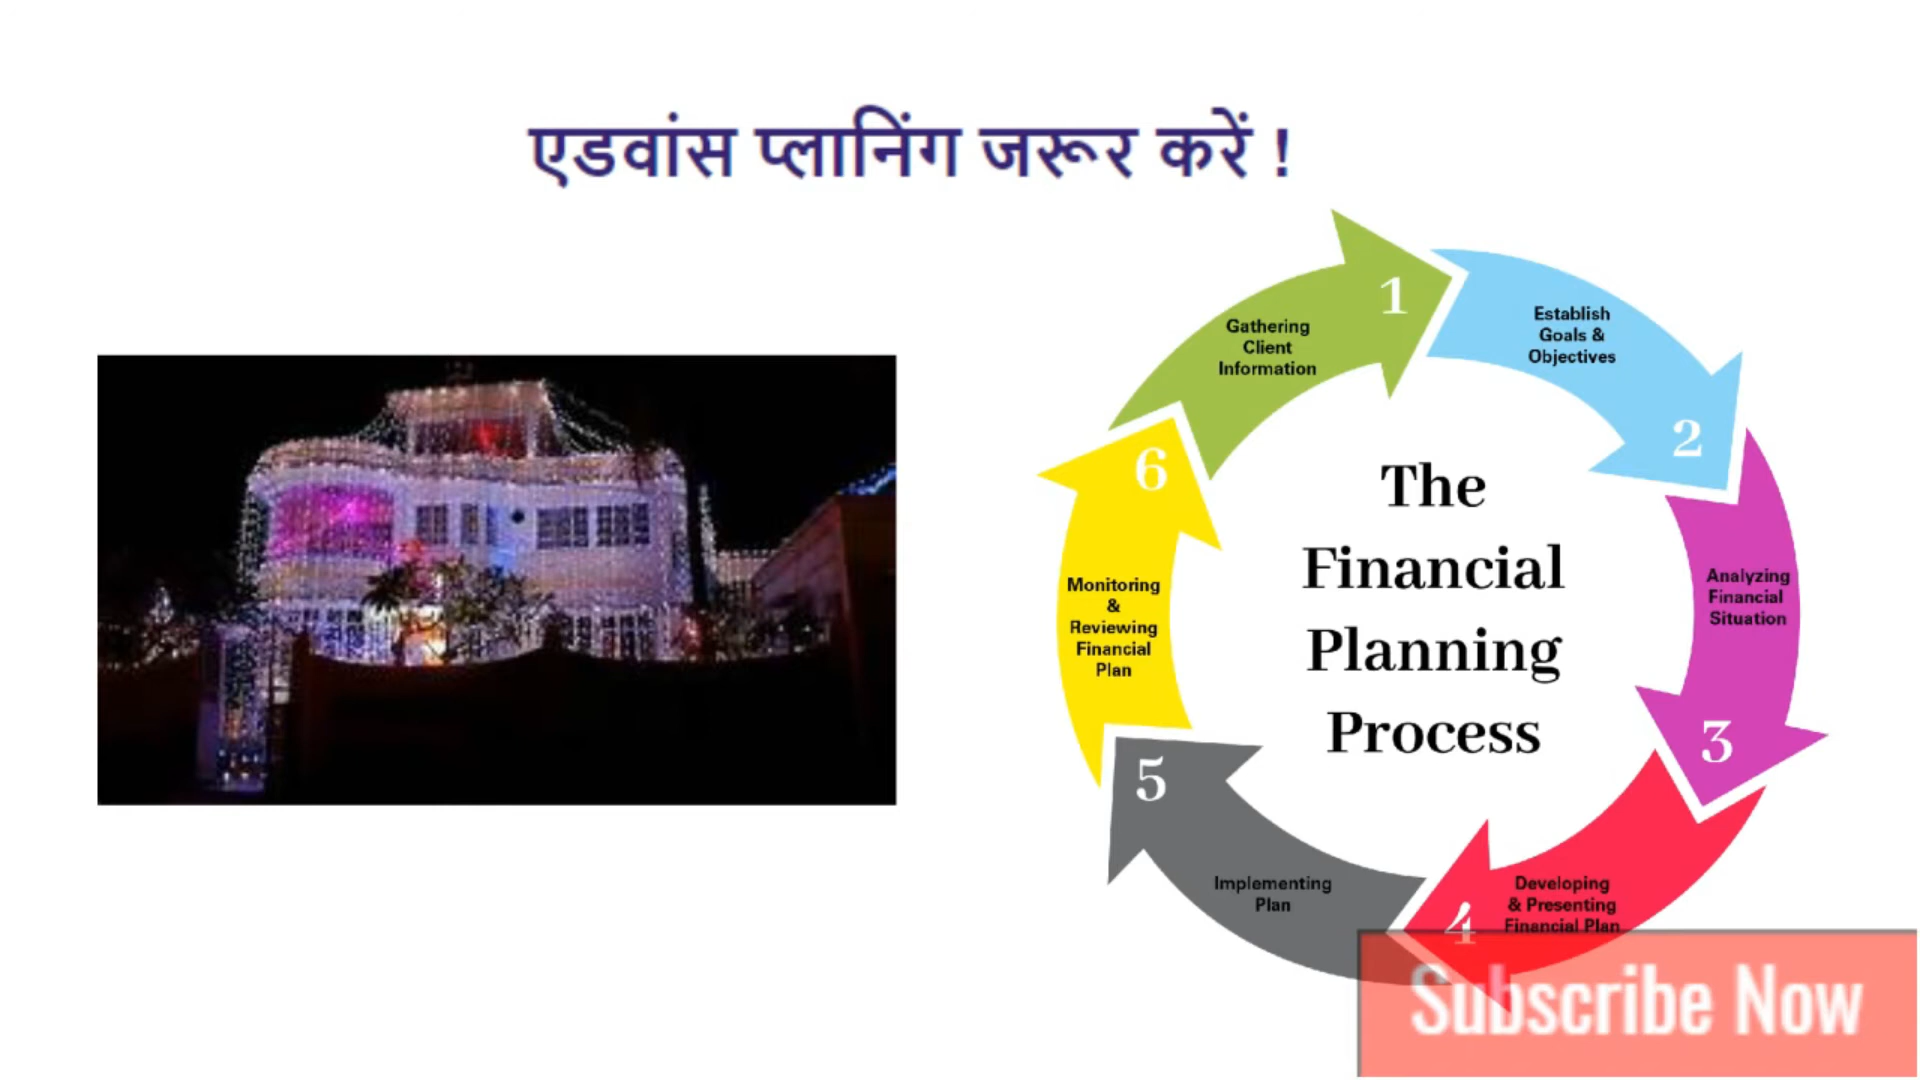 एडवांस प्लानिंग जरूर करें !
1
Gathering
Client
Information
Establish
Goals &
Objectives
2
Analyzing
Financial
Situation
3
Developing
& Presenting
Financial Plan
4
Implementing
Plan
5
Monitoring
&
Reviewing
Financial
Plan
6
The
Financial
Planning
Process
Subscribe Now